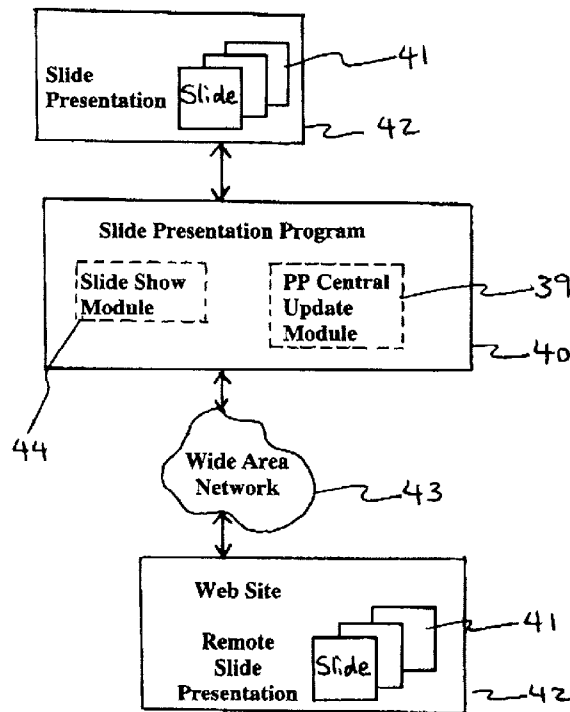 41
Slide
Presentation
Slide
42
Slide Presentation Program
Slide Show
Module
PP Central
Update
Module
39
40
44
Wide Area
Network
43
Web Site
41
Remote
Slide
Presentation
Slide
42